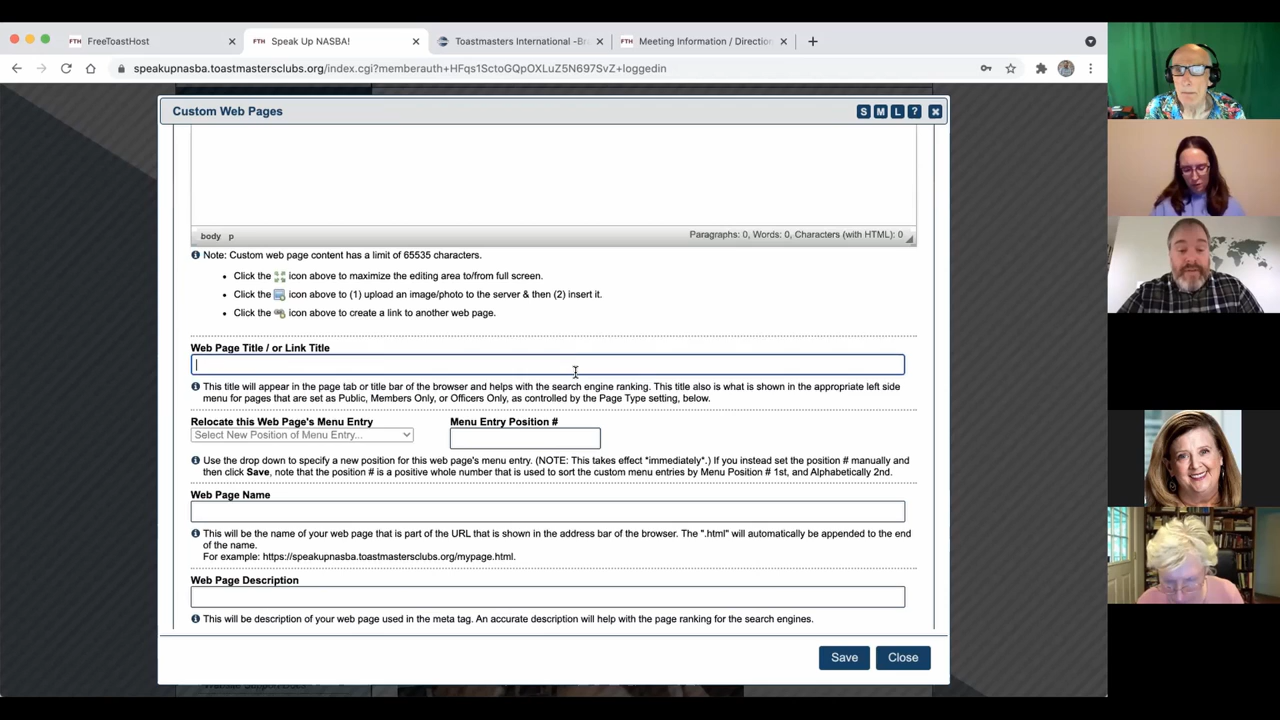 FTH FreeToastHost
FTH Speak Up NASBA!
Toastmasters International -Br
FTH Meeting Information / Direction
speakupnasba.toastmastersclubs.org/index.cgi?memberauth+HFqs1SctoGQpOXLuZ5N697SvZ+loggedin
Custom Web Pages
S M L ?
body p
Paragraphs: 0, Words: 0, Characters (with HTML): 0
Note: Custom web page content has a limit of 65535 characters.
• Click the icon above to maximize the editing area to/from full screen.
• Click the icon above to (1) upload an image/photo to the server & then (2) insert it.
• Click the icon above to create a link to another web page.
Web Page Title / or Link Title
This title will appear in the page tab or title bar of the browser and helps with the search engine ranking. This title also is what is shown in the appropriate left side
menu for pages that are set as Public, Members Only, or Officers Only, as controlled by the Page Type setting, below.
Relocate this Web Page's Menu Entry
Menu Entry Position #
Select New Position of Menu Entry...
Use the drop down to specify a new position for this web page's menu entry. (NOTE: This takes effect *immediately*.) If you instead set the position # manually and
then click Save, note that the position # is a positive whole number that is used to sort the custom menu entries by Menu Position # 1st, and Alphabetically 2nd.
Web Page Name
This will be the name of your web page that is part of the URL that is shown in the address bar of the browser. The ".html" will automatically be appended to the end
of the name.
For example: https://speakupnasba.toastmastersclubs.org/mypage.html.
Web Page Description
This will be description of your web page used in the meta tag. An accurate description will help with the page ranking for the search engines.
Save
Close